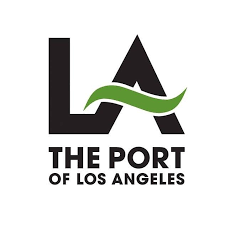 LA
THE PORT
OF LOS ANGELES